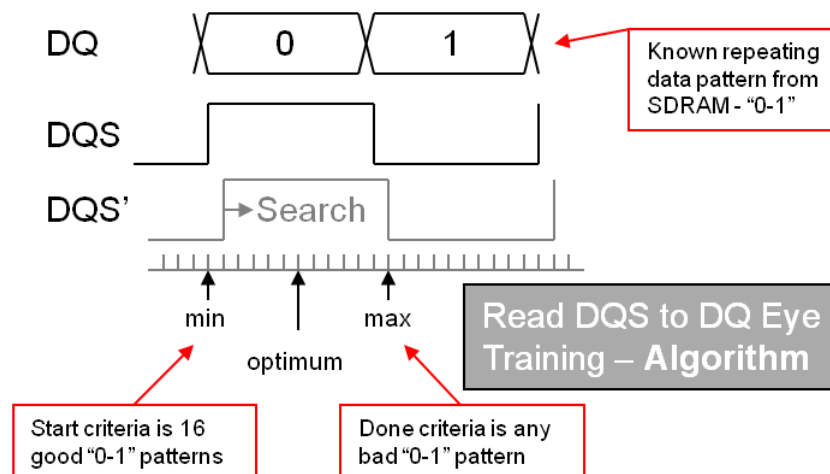 DQ
0
1
Known repeating
data pattern from
SDRAM - “0-1”
DQS
DQS’
Search
min
max
optimum
Read DQS to DQ Eye
Training – Algorithm
Start criteria is 16
good “0-1” patterns
Done criteria is any
bad “0-1” pattern